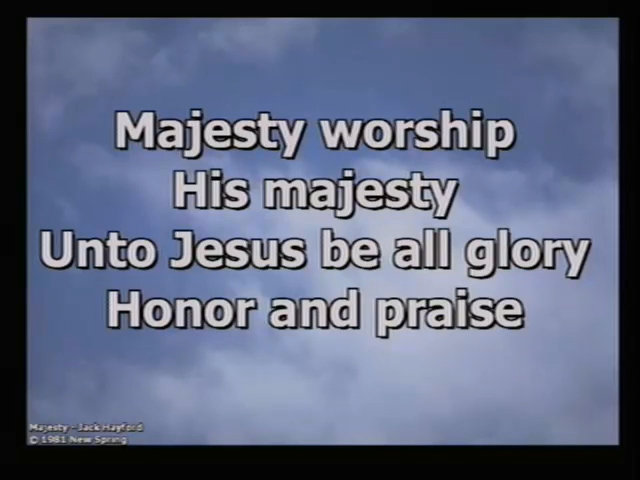 Majesty worship
His majesty
Unto Jesus be all glory
Honor and praise
Majesty - Jack Hayford
© 1981 New Spring